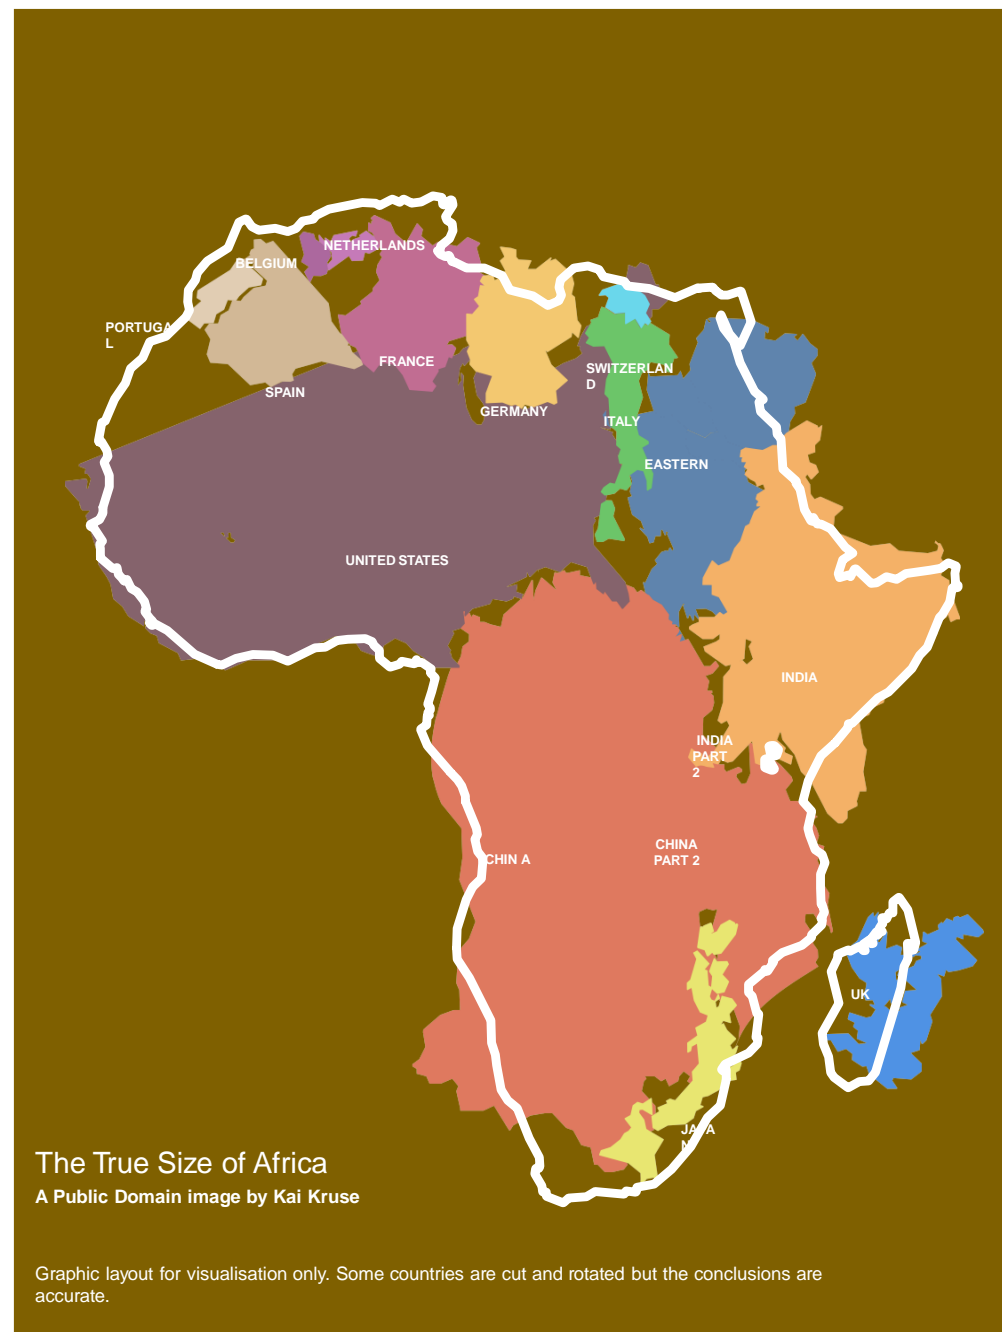 NETHERLANDS
BELGIUM
PORTUGA
L
FRANCE
SWITZERLAN
D
SPAIN
GERMANY
ITALY
EASTERN
UNITED STATES
INDIA
INDIA
PART
2
CHIN A
CHINA
PART 2
UK
JAPA
N
The True Size of Africa
A Public Domain image by Kai Kruse
Graphic layout for visualisation only. Some countries are cut and rotated but the conclusions are
accurate.